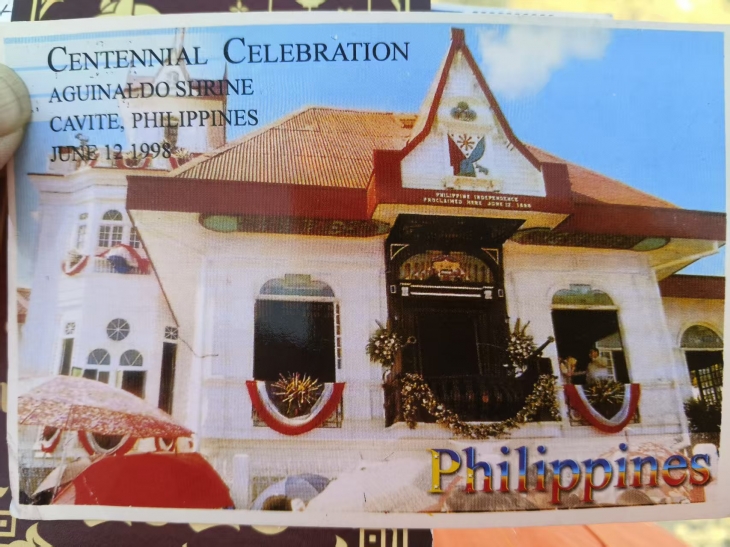 CENTENNIAL CELEBRATION
AGUINALDO SHRINE
CAVITE, PHILIPPINES
JUNE 12 1998
PHILIPPINE INDEPENDENCE
PROCLAIMED HERE JUNE 12, 1898
Philippines